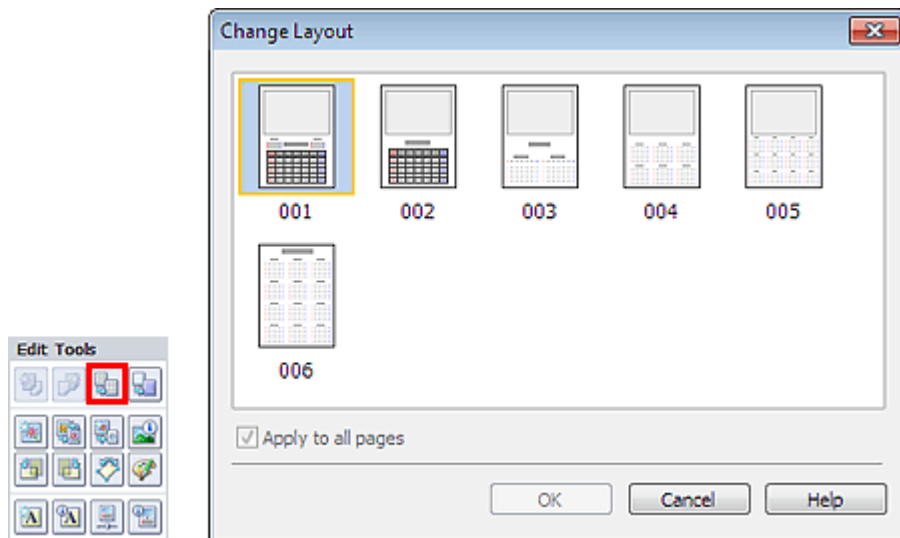 Change Layout
001 002 003 004 005
006
Edit Tools
Apply to all pages
OK Cancel Help